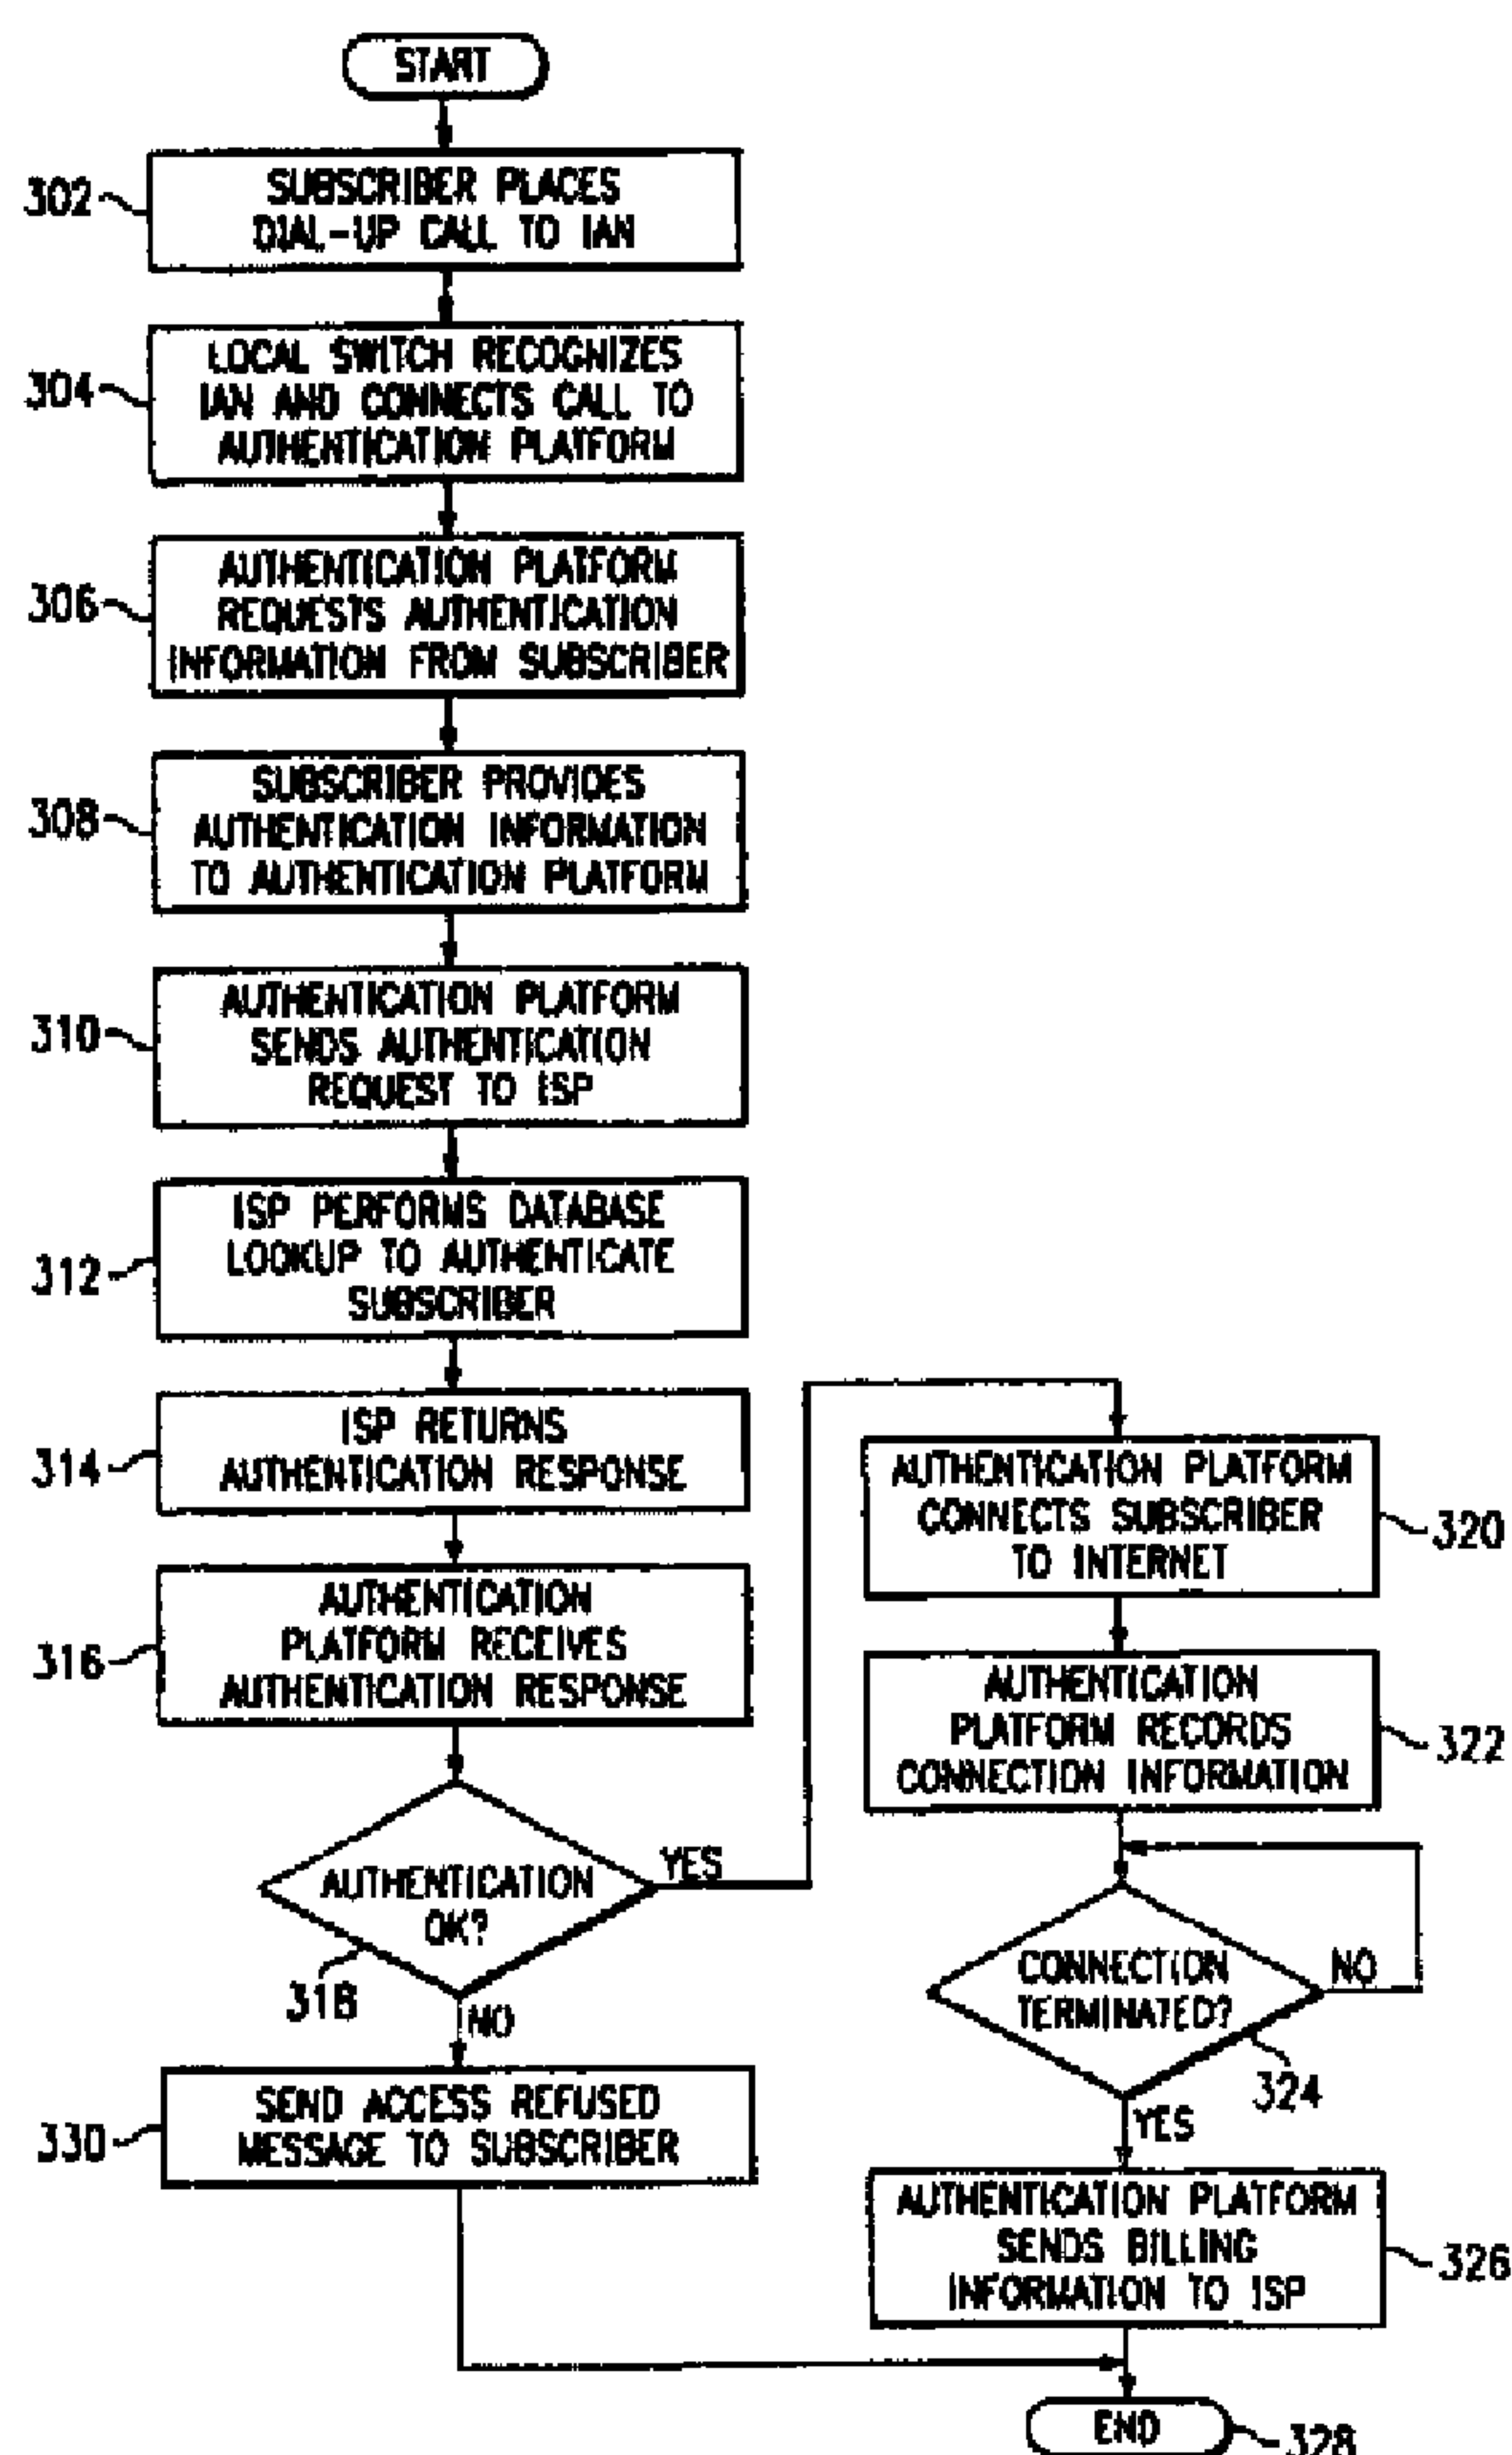 START
302
SUBSCRIBER PLACES
DIAL-UP CALL TO IAN
304
LOCAL SWITCH RECOGNIZES
IAN AND CONNECTS CALL TO
AUTHENTICATION PLATFORM
306
AUTHENTICATION PLATFORM
REQUESTS AUTHENTICATION
INFORMATION FROM SUBSCRIBER
308
SUBSCRIBER PROVIDES
AUTHENTICATION INFORMATION
TO AUTHENTICATION PLATFORM
310
AUTHENTICATION PLATFORM
SENDS AUTHENTICATION
REQUEST TO ISP
312
ISP PERFORMS DATABASE
LOOKUP TO AUTHENTICATE
SUBSCRIBER
314
ISP RETURNS
AUTHENTICATION RESPONSE
316
AUTHENTICATION
PLATFORM RECEIVES
AUTHENTICATION RESPONSE
AUTHENTICATION
OK?
318
YES
NO
330
SEND ACCESS REFUSED
MESSAGE TO SUBSCRIBER
AUTHENTICATION PLATFORM
CONNECTS SUBSCRIBER
TO INTERNET
320
AUTHENTICATION
PLATFORM RECORDS
CONNECTION INFORMATION
322
CONNECTION
TERMINATED?
NO
324
YES
AUTHENTICATION PLATFORM
SENDS BILLING
INFORMATION TO ISP
326
END
328